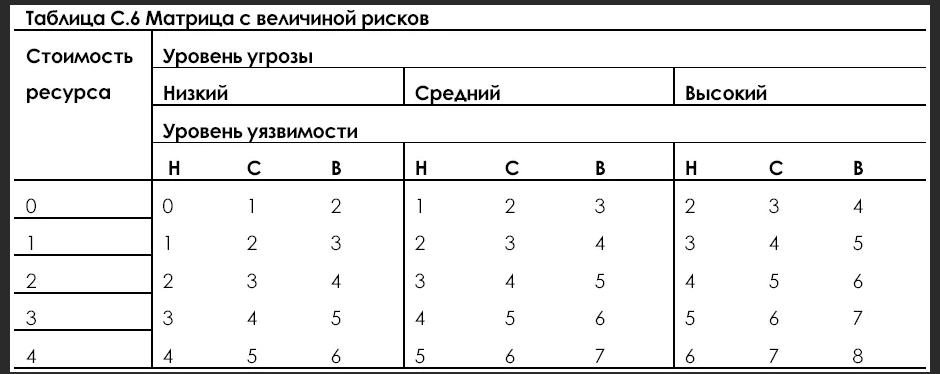 Таблица С.6 Матрица с величиной рисков
Стоимость ресурса Уровень угрозы
Низкий Средний Высокий
Уровень уязвимости
Н С В Н С В Н С В
0 0 1 2 1 2 3 2 3 4
1 1 2 3 2 3 4 3 4 5
2 2 3 4 3 4 5 4 5 6
3 3 4 5 4 5 6 5 6 7
4 4 5 6 5 6 7 6 7 8